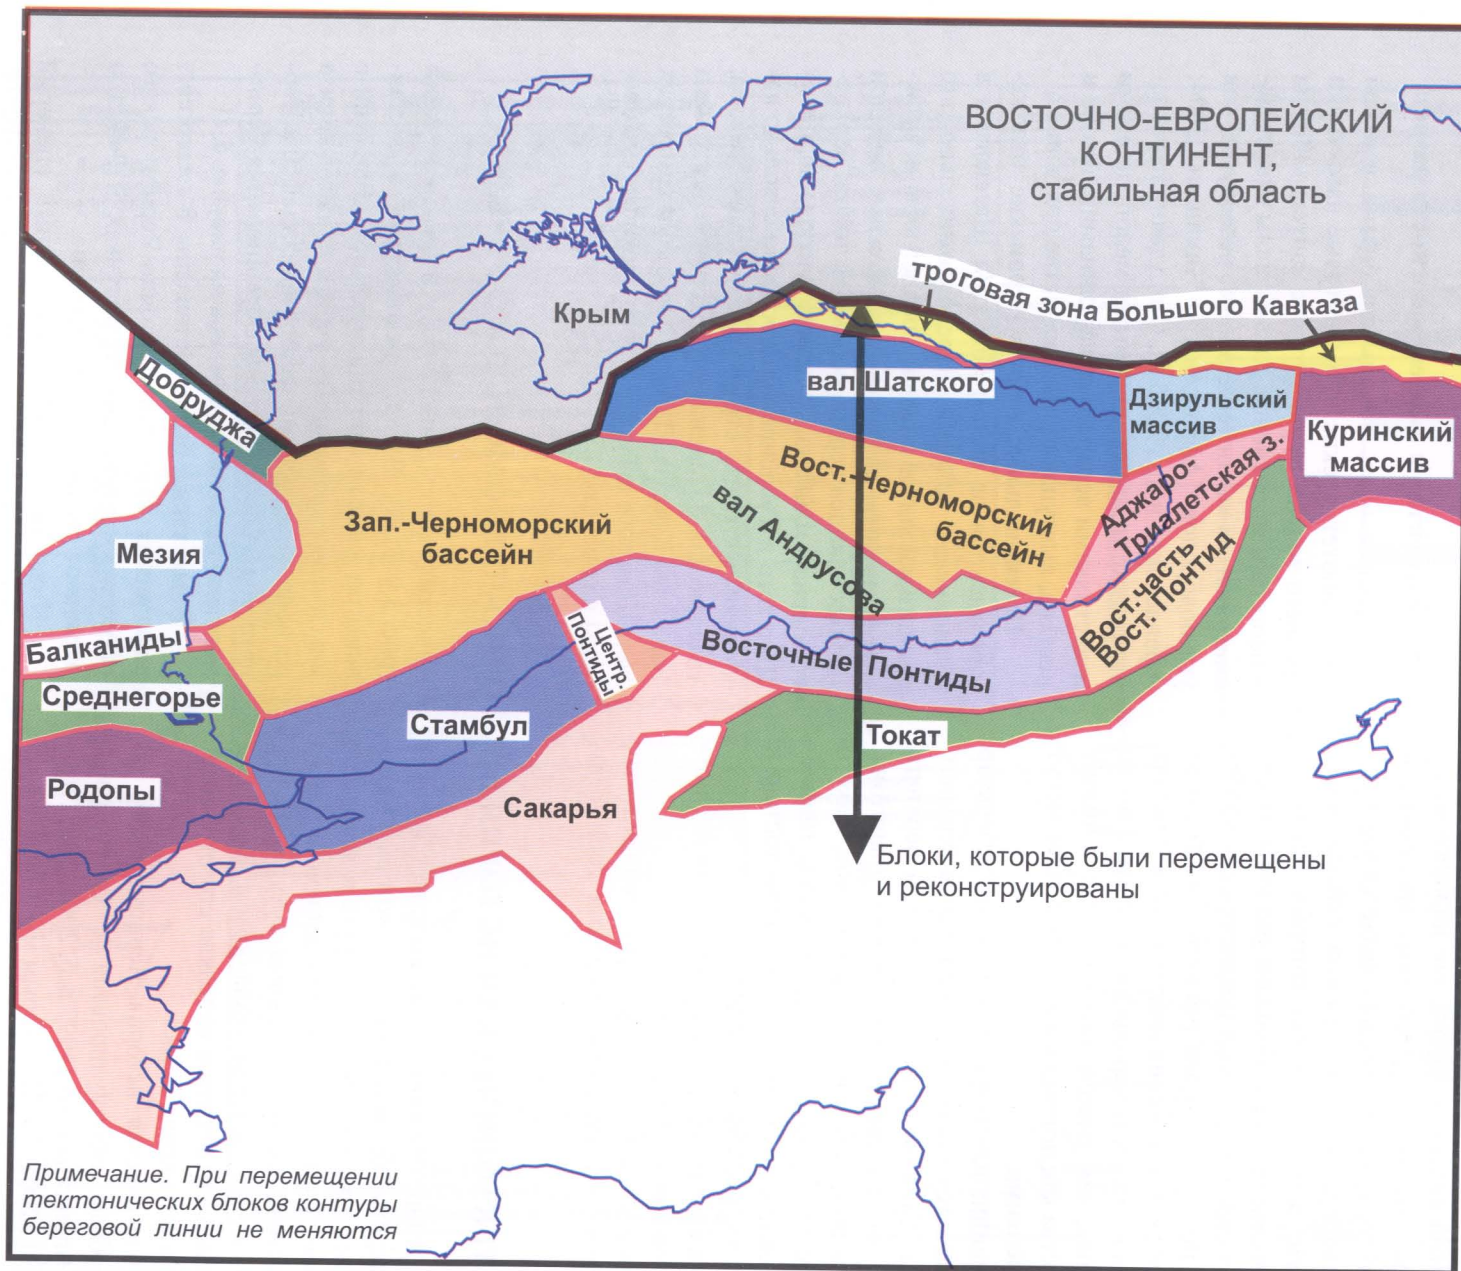 ВОСТОЧНО-ЕВРОПЕЙСКИЙ
КОНТИНЕНТ,
стабильная область
троговая зона Большого Кавказа
Крым
Добруджа
вал Шатского
Дзирульский
массив
Куринский
массив
Вост.-Черноморский
бассейн
Аджаро-
Триалетская з.
Зап.-Черноморский
бассейн
вал Андрусова
Мезия
Вост. часть
Вост. Понтид
Балканиды
Центр.
Понтиды
Восточные Понтиды
Среднегорье
Стамбул
Токат
Родопы
Сакарья
Блоки, которые были перемещены
и реконструированы
Примечание. При перемещении
тектонических блоков контуры
береговой линии не меняются